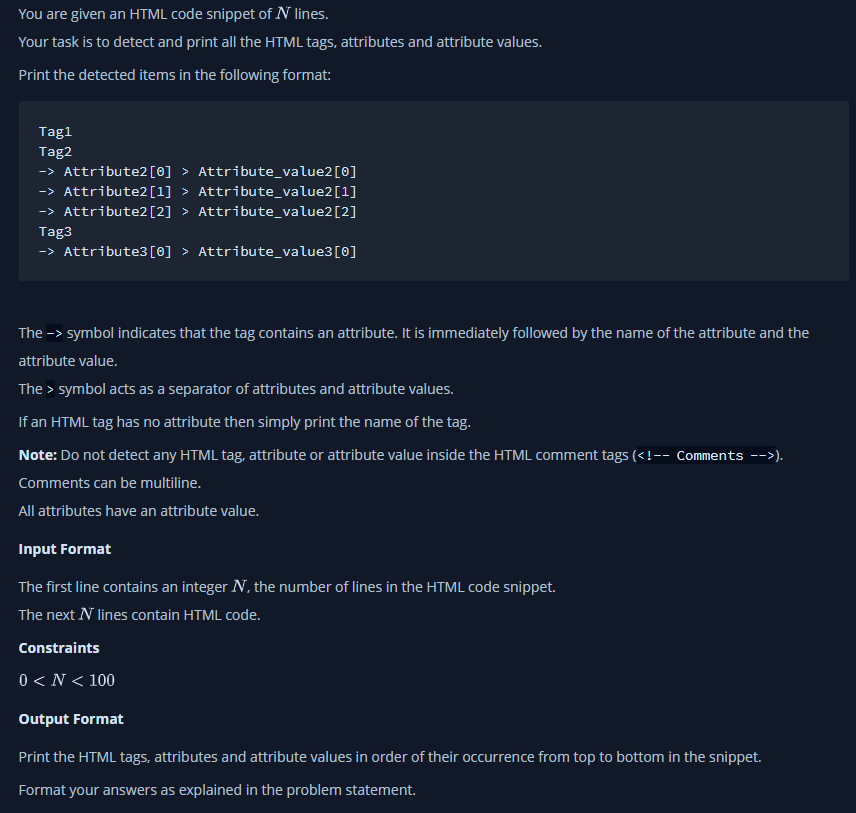 You are given an HTML code snippet of N lines.
Your task is to detect and print all the HTML tags, attributes and attribute values.
Print the detected items in the following format:
Tag1
Tag2
-> Attribute2[0] > Attribute_value2[0]
-> Attribute2[1] > Attribute_value2[1]
-> Attribute2[2] > Attribute_value2[2]
Tag3
-> Attribute3[0] > Attribute_value3[0]
The -> symbol indicates that the tag contains an attribute. It is immediately followed by the name of the attribute and the
attribute value.
The > symbol acts as a separator of attributes and attribute values.
If an HTML tag has no attribute then simply print the name of the tag.
Note: Do not detect any HTML tag, attribute or attribute value inside the HTML comment tags (<!-- Comments -->).
Comments can be multiline.
All attributes have an attribute value.
Input Format
The first line contains an integer N, the number of lines in the HTML code snippet.
The next N lines contain HTML code.
Constraints
0 < N < 100
Output Format
Print the HTML tags, attributes and attribute values in order of their occurrence from top to bottom in the snippet.
Format your answers as explained in the problem statement.